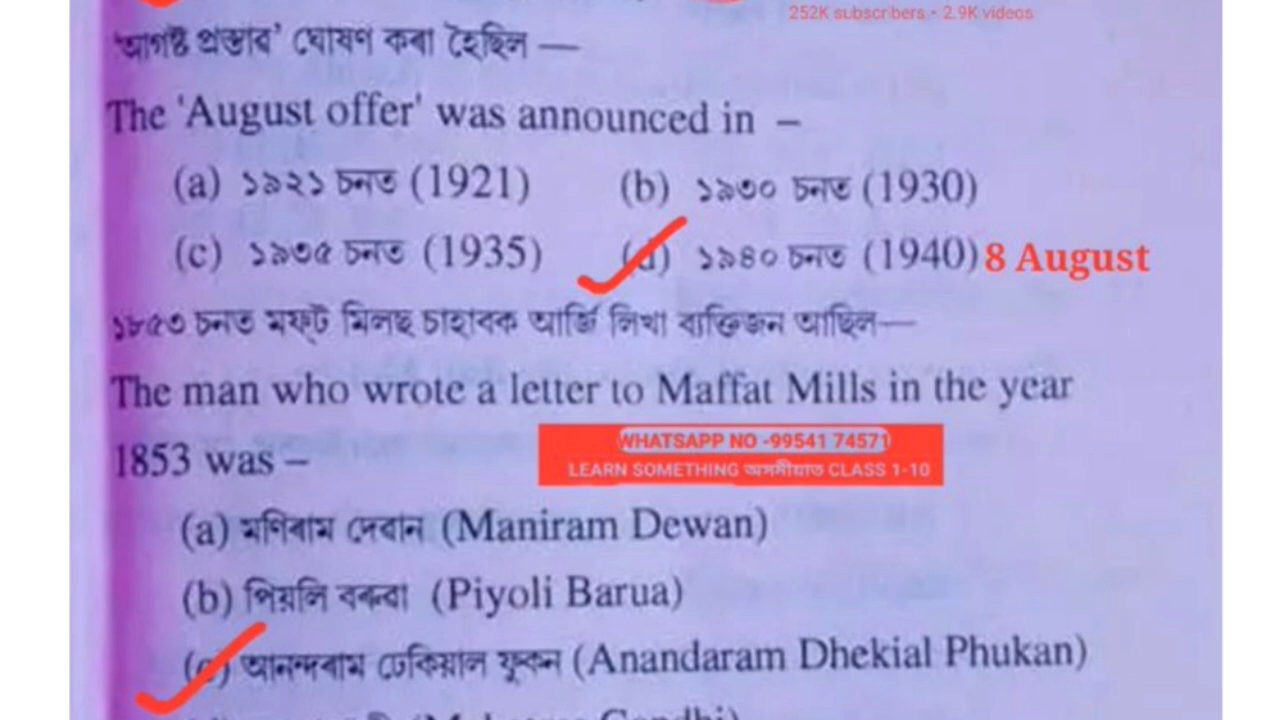 252K subscribers • 2.9K videos
'আগষ্ট প্ৰস্তাৱ' ঘোষণ কৰা হৈছিল —
The 'August offer' was announced in –
(a) ১৯২১ চনত (1921) (b) ১৯৩০ চনত (1930)
(c) ১৯৩৫ চনত (1935) (d) ১৯৪০ চনত (1940) 8 August
১৮৫৩ চনত মফ্ট মিলছ চাহাবক আৰ্জি লিখা ব্যক্তিজন আছিল—
The man who wrote a letter to Maffat Mills in the year
1853 was –
WHATSAPP NO -99541 74571
LEARN SOMETHING অসমীয়াত CLASS 1-10
(a) মণিৰাম দেৱান (Maniram Dewan)
(b) পিয়লি বৰুৱা (Piyoli Barua)
(c) আনন্দৰাম ঢেকিয়াল ফুকন (Anandaram Dhekial Phukan)
Gandhi)